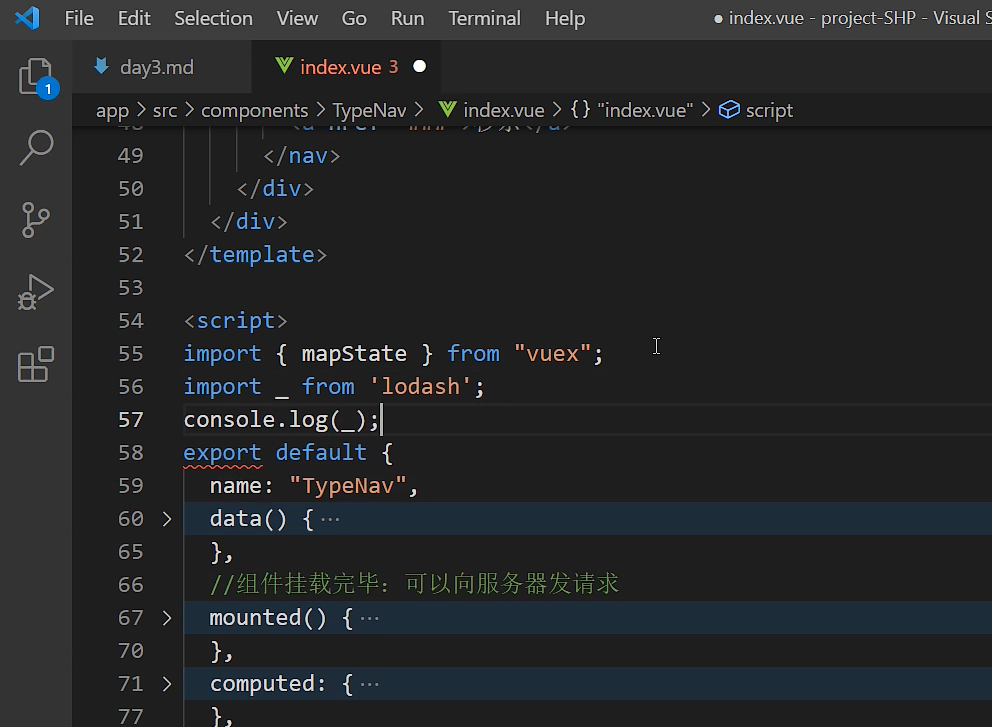 File Edit Selection View Go Run Terminal Help ● index.vue - project-SHP - Visual S
day3.md index.vue 3
1
app > src > components > TypeNav > index.vue > {} "index.vue" > script
49 </nav>
50 </div>
51 </div>
52 </template>
53
54 <script>
55 import { mapState } from "vuex";
56 import _ from 'lodash';
57 console.log(_);
58 export default {
59 name: "TypeNav",
60 > data() { ···
65 },
66 //组件挂载完毕：可以向服务器发请求
67 > mounted() { ···
70 },
71 > computed: { ···
77 },